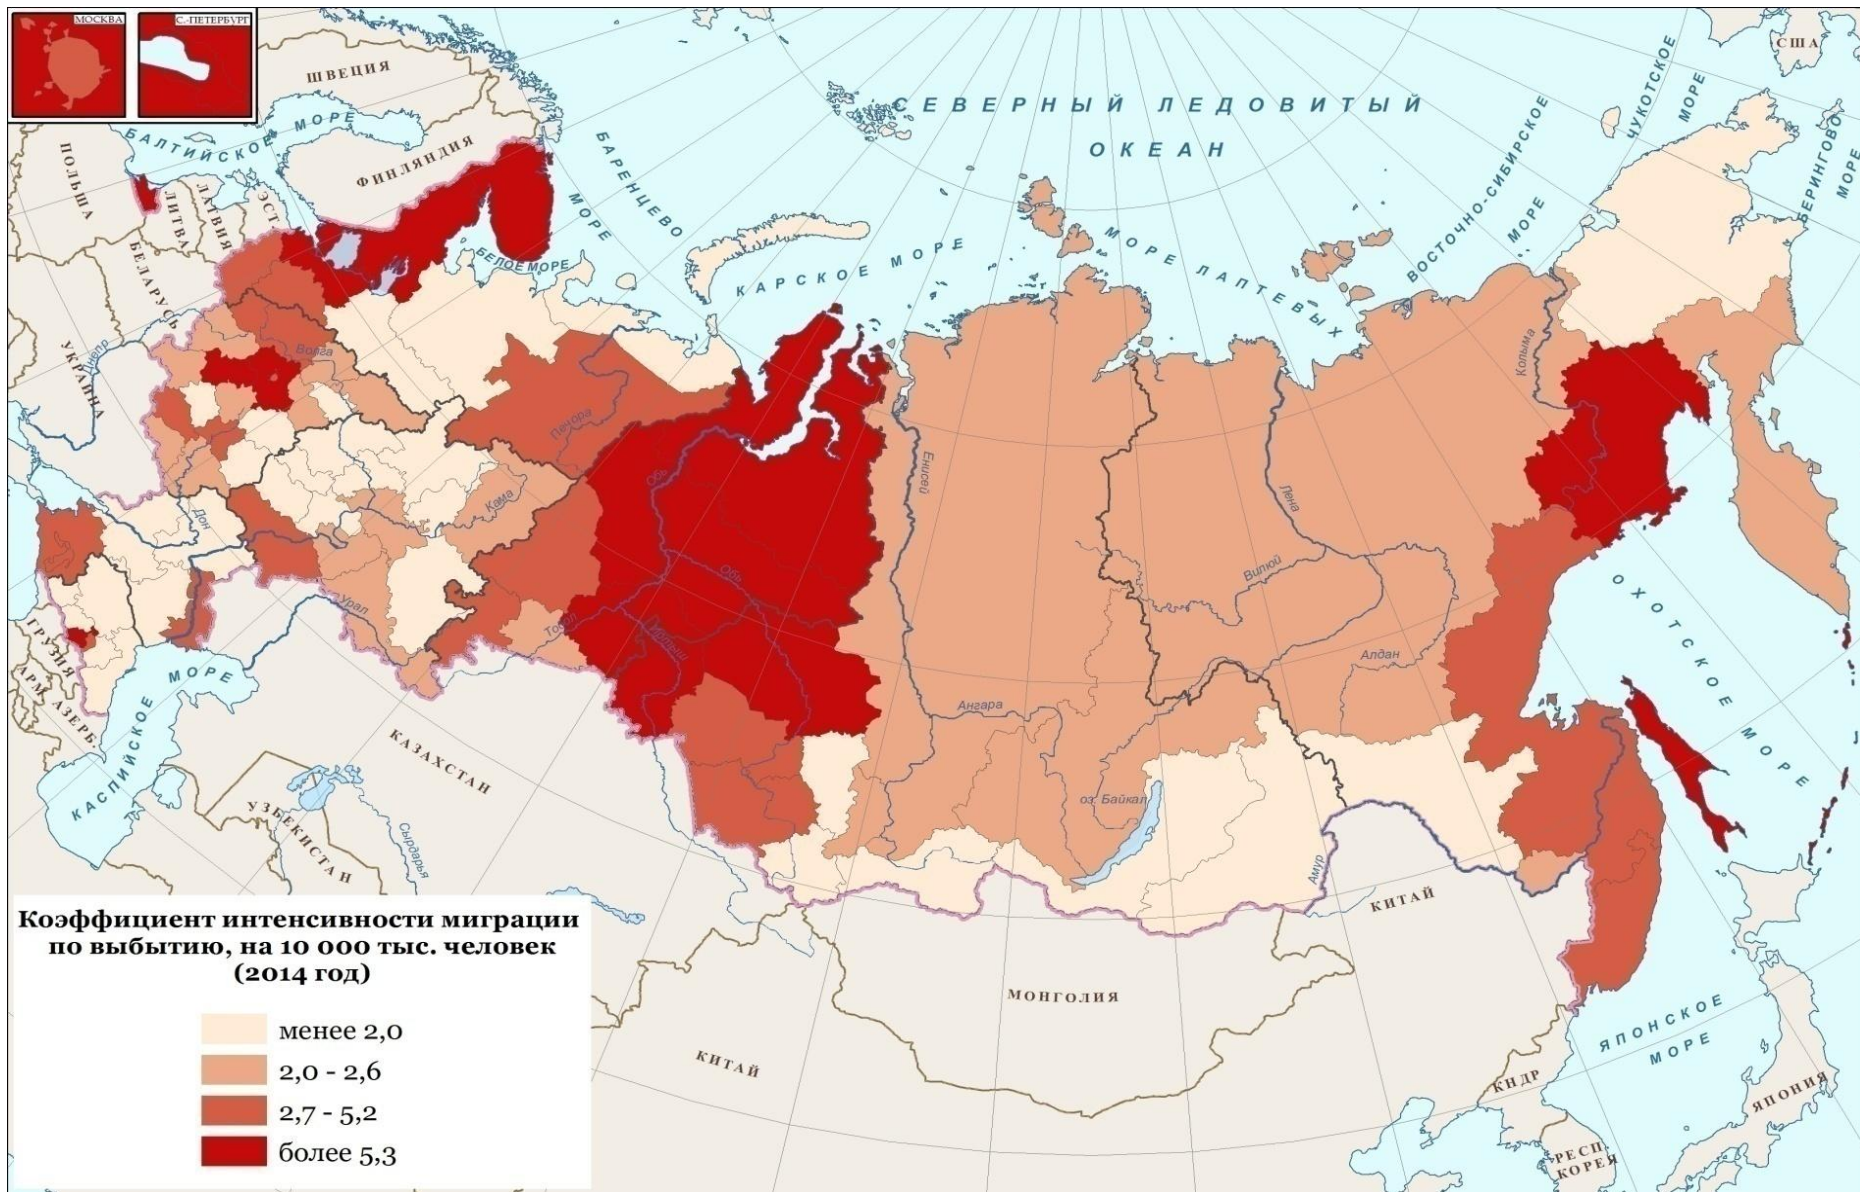 МОСКВА
С.-ПЕТЕРБУРГ
ШВЕЦИЯ
БАЛТИЙСКОЕ МОРЕ
ФИНЛЯНДИЯ
ПОЛЬША
ЛИТВА
ЛАТВИЯ
ЭСТ.
БЕЛАРУСЬ
УКРАИНА
Днепр
БАРЕНЦЕВО
МОРЕ
БЕЛОЕ МОРЕ
СЕВЕРНЫЙ ЛЕДОВИТЫЙ
ОКЕАН
КАРСКОЕ МОРЕ
МОРЕ ЛАПТЕВЫХ
ВОСТОЧНО-СИБИРСКОЕ
МОРЕ
ЧУКОТСКОЕ
МОРЕ
США
БЕРИНГОВО
МОРЕ
Волга
Печора
Обь
Енисей
Лена
Колыма
Дон
Кама
Урал
Обь
Тобол
Иртыш
Вилюй
Алдан
Ангара
оз. Байкал
Амур
ОХОТСКОЕ МОРЕ
ГРУЗИЯ
АРМ.
АЗЕРБ.
КАСПИЙСКОЕ МОРЕ
КАЗАХСТАН
УЗБЕКИСТАН
Сырдарья
КИТАЙ
МОНГОЛИЯ
КИТАЙ
КНДР
РЕСП.
КОРЕЯ
ЯПОНСКОЕ
МОРЕ
ЯПОНИЯ
Коэффициент интенсивности миграции
по выбытию, на 10 000 тыс. человек
(2014 год)
менее 2,0
2,0 - 2,6
2,7 - 5,2
более 5,3